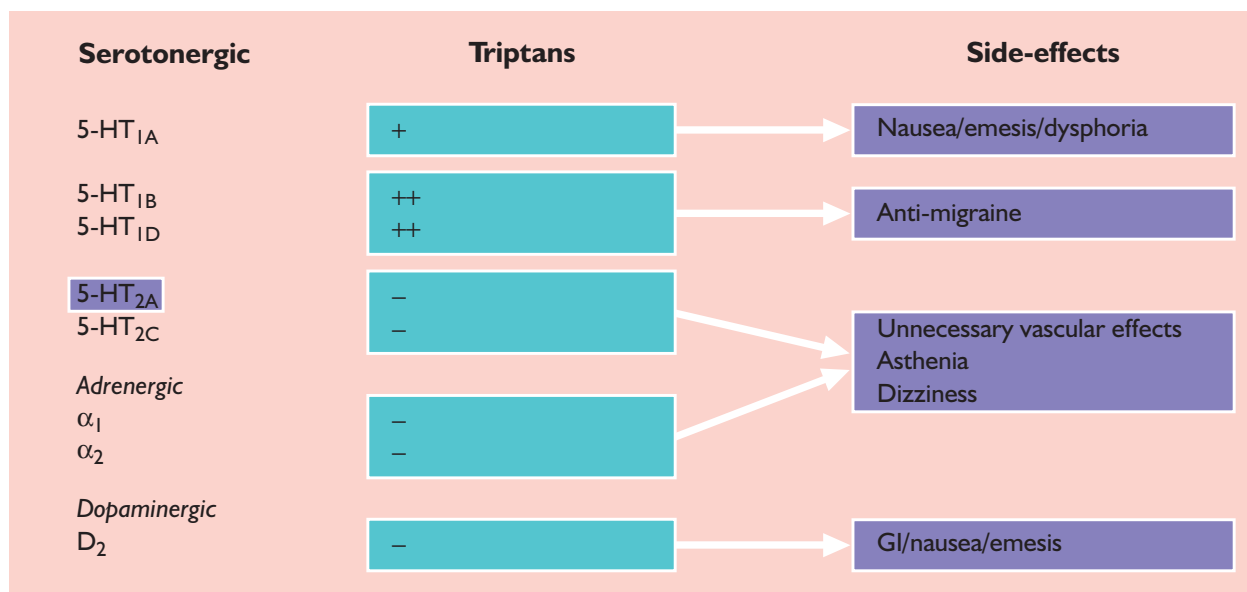 Serotonergic Triptans Side-effects
5-HT1A + Nausea/emesis/dysphoria
5-HT1B ++
5-HT1D ++ Anti-migraine
5-HT2A –
5-HT2C – Unnecessary vascular effects
Asthenia
Adrenergic Dizziness
α1 –
α2 –
Dopaminergic
D2 – GI/nausea/emesis